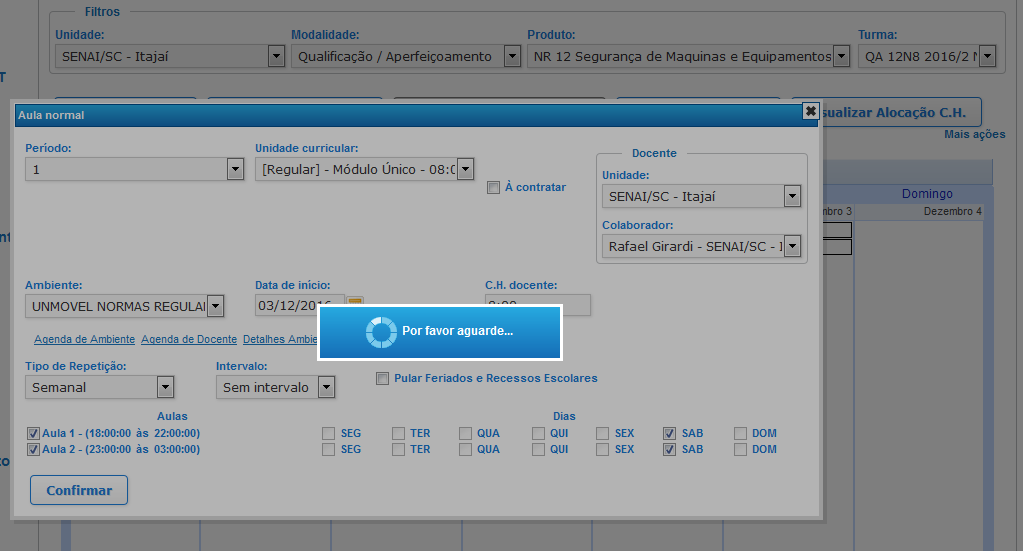 Filtros
Unidade: Modalidade: Produto: Turma:
SENAI/SC - Itajaí Qualificação / Aperfeiçoamento NR 12 Segurança de Maquinas e Equipamentos QA 12N8 2016/2
sualizar Alocação C.H.
Mais ações
Aula normal
Período: Unidade curricular:
1 [Regular] - Módulo Único - 08:0
À contratar
Docente
Unidade:
SENAI/SC - Itajaí
Colaborador:
Rafael Girardi - SENAI/SC - I
Domingo
mbro 3 Dezembro 4
Ambiente: Data de inicio: C.H. docente:
UNMOVEL NORMAS REGULAI 03/12/2016
Por favor aguarde...
Agenda de Ambiente Agenda de Docente Detalhes Ambie
Tipo de Repetição: Intervalo:
Semanal Sem intervalo Pular Feriados e Recessos Escolares
Aulas Dias
Aula 1 - (18:00:00 às 22:00:00) SEG TER QUA QUI SEX SAB DOM
Aula 2 - (23:00:00 às 03:00:00) SEG TER QUA QUI SEX SAB DOM
Confirmar